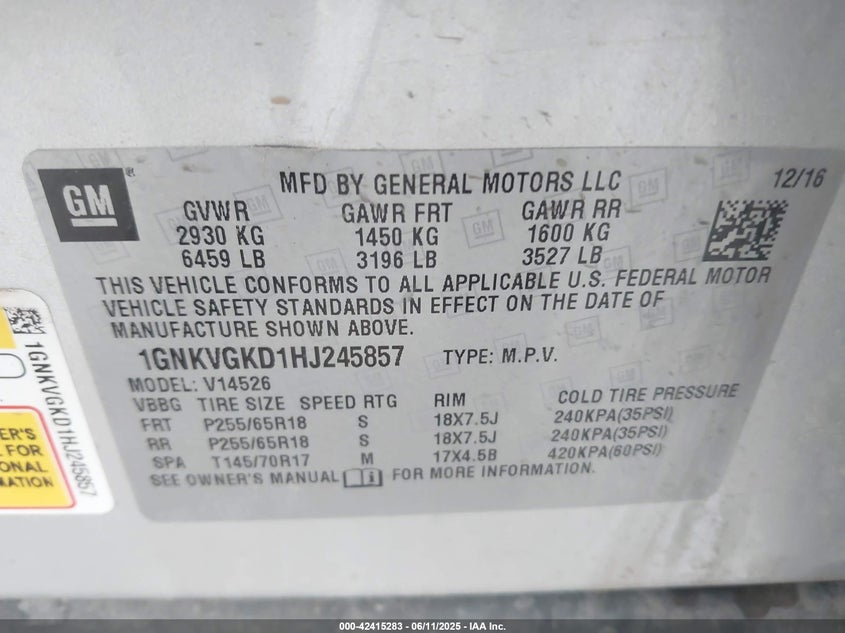 GM
®
MFD BY GENERAL MOTORS LLC 12/16
GVWR GAWR FRT GAWR RR
2930 KG 1450 KG 1600 KG
6459 LB 3196 LB 3527 LB
THIS VEHICLE CONFORMS TO ALL APPLICABLE U.S. FEDERAL MOTOR
VEHICLE SAFETY STANDARDS IN EFFECT ON THE DATE OF
MANUFACTURE SHOWN ABOVE.
1GNKVGKD1HJ245857 TYPE: M.P.V.
MODEL: V14526
VBBG TIRE SIZE SPEED RTG RIM COLD TIRE PRESSURE
FRT P255/65R18 S 18X7.5J 240KPA(35PSI)
RR P255/65R18 S 18X7.5J 240KPA(35PSI)
SPA T145/70R17 M 17X4.5B 420KPA(60PSI)
SEE OWNER'S MANUAL FOR MORE INFORMATION.
1GNKVGKD1HJ245857
ER'S
L FOR
ONAL
MATION
000-42415283 - 06/11/2025 - IAA Inc.